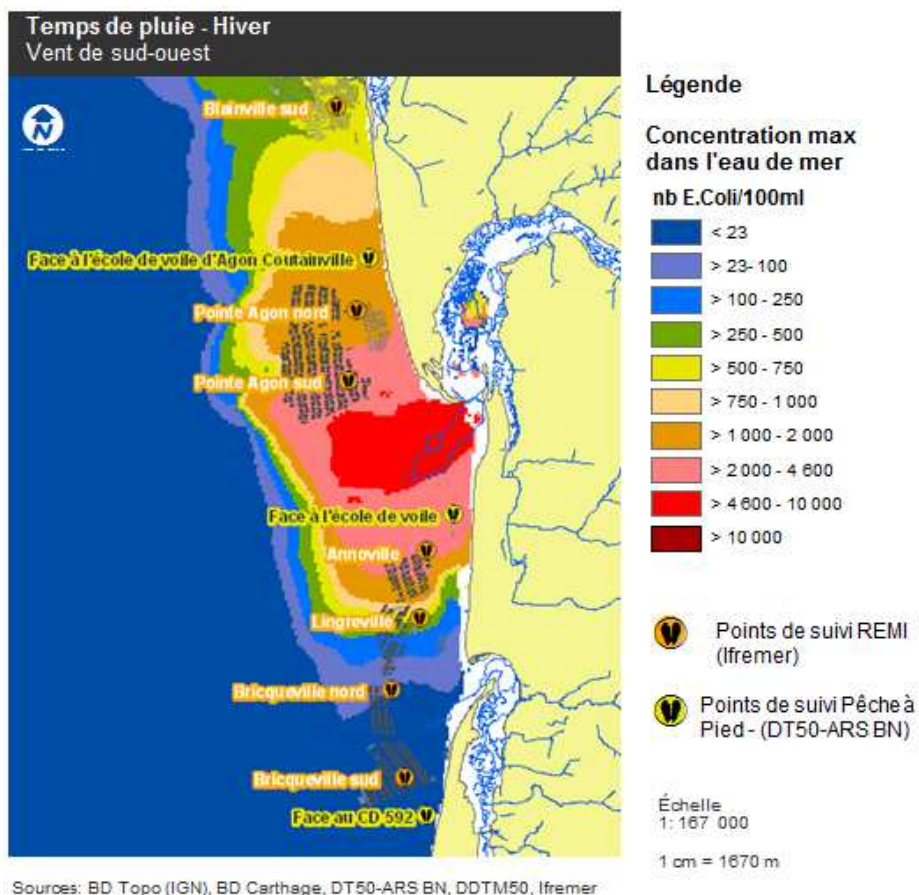 Temps de pluie - Hiver
Vent de sud-ouest
N
Blainville sud
Face à l'école de voile d'Agon Coutainville
Pointe Agon nord
Pointe Agon sud
Face à l'école de voile
Annoville
Lingreville
Bricqueville nord
Bricqueville sud
Face au CD 592
Légende
Concentration max
dans l'eau de mer
nb E.Coli/100ml
< 23
> 23- 100
> 100 - 250
> 250 - 500
> 500 - 750
> 750 - 1 000
> 1 000 - 2 000
> 2 000 - 4 600
> 4 600 - 10 000
> 10 000
Points de suivi REMI
(Ifremer)
Points de suivi Pêche à
Pied - (DT50-ARS BN)
Échelle
1: 167 000
1 cm = 1670 m
Sources: BD Topo (IGN), BD Carthage, DT50-ARS BN, DDTM50, Ifremer